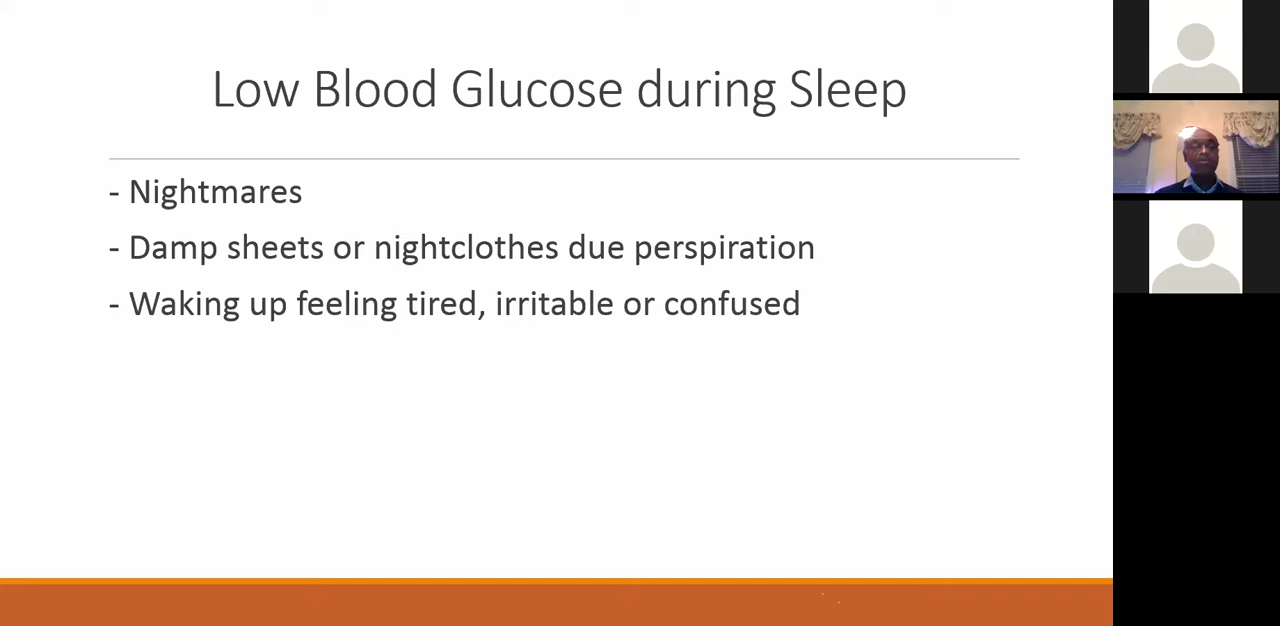 Low Blood Glucose during Sleep
- Nightmares
- Damp sheets or nightclothes due perspiration
- Waking up feeling tired, irritable or confused